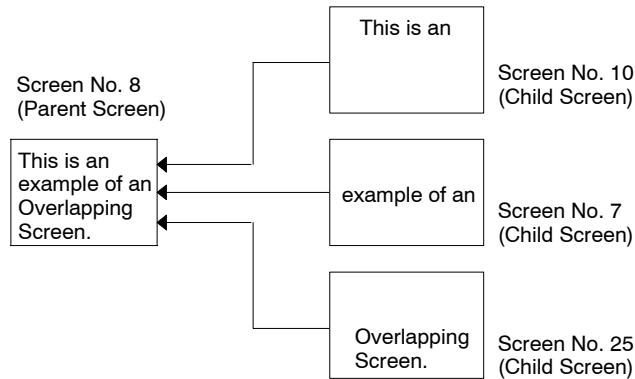 This is an
Screen No. 10
(Child Screen)
Screen No. 8
(Parent Screen)
This is an
example of an
Overlapping
Screen.
example of an
Screen No. 7
(Child Screen)
Overlapping
Screen.
Screen No. 25
(Child Screen)